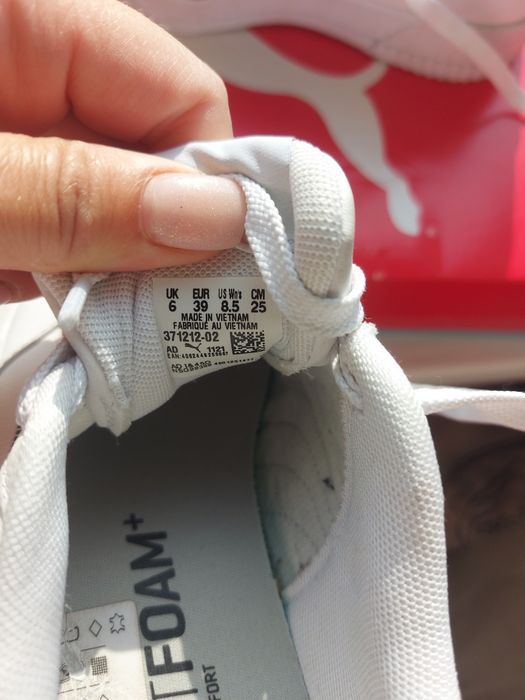 UK EUR US Wn's CM
6 39 8.5 25
MADE IN VIETNAM
FABRIQUÉ AU VIETNAM
371212-02
AD 1121
EAN:
TFOAM+
FORT